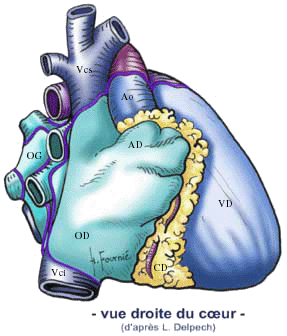 Vcs
Ao
AD
OG
VD
OD
H. Fournié
CD
Vci
- vue droite du cœur -
(d'après L. Delpech)